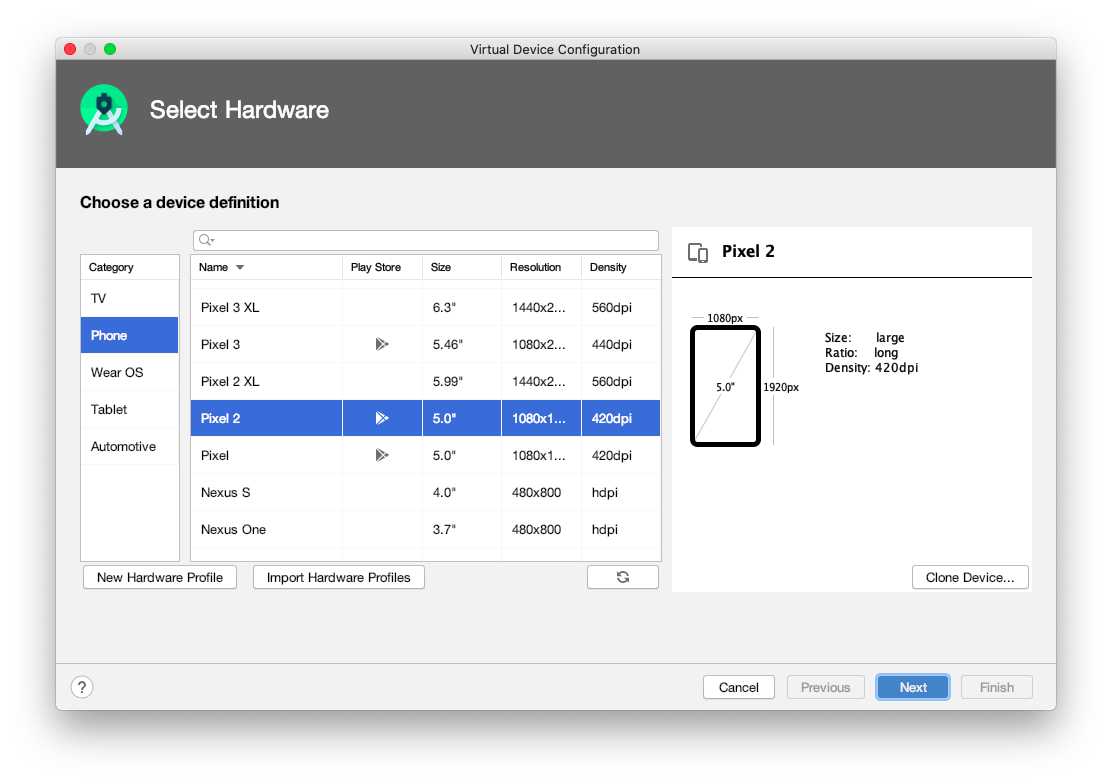 Virtual Device Configuration
Select Hardware
Choose a device definition
Category
TV
Phone
Wear OS
Tablet
Automotive
Name Play Store Size Resolution Density
Pixel 3 XL 6.3" 1440x2... 560dpi
Pixel 3 5.46" 1080x2... 440dpi
Pixel 2 XL 5.99" 1440x2... 560dpi
Pixel 2 5.0" 1080x1... 420dpi
Pixel 5.0" 1080x1... 420dpi
Nexus S 4.0" 480x800 hdpi
Nexus One 3.7" 480x800 hdpi
New Hardware Profile Import Hardware Profiles
Pixel 2
1080px
5.0"
1920px
Size: large
Ratio: long
Density: 420dpi
Clone Device...
? Cancel Previous Next Finish